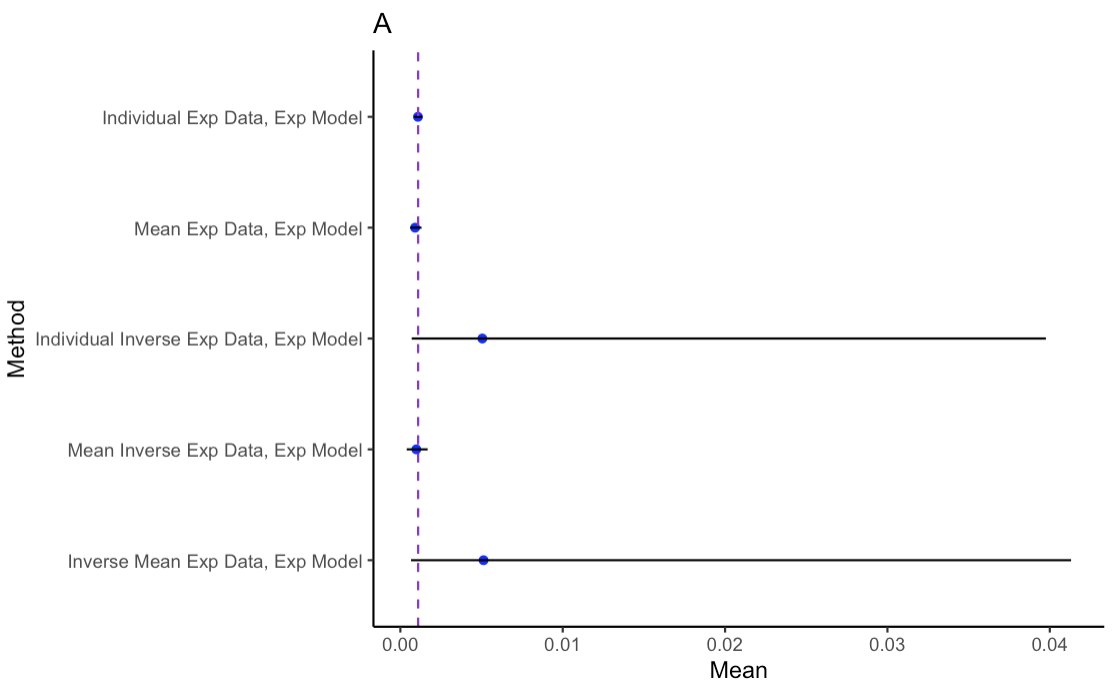 A
Individual Exp Data, Exp Model
Mean Exp Data, Exp Model
Individual Inverse Exp Data, Exp Model
Mean Inverse Exp Data, Exp Model
Inverse Mean Exp Data, Exp Model
Method
0.00 0.01 0.02 0.03 0.04
Mean